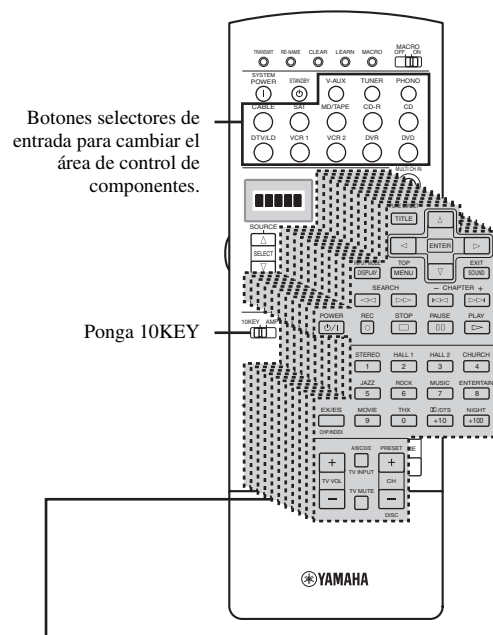 TRANSMIT RE-NAME CLEAR LEARN MACRO MACRO
OFF ON
SYSTEM
POWER STANDBY V-AUX TUNER PHONO
CABLE SAT MD/TAPE CD-R CD
DTV/LD VCR 1 VCR 2 DVR DVD
MULTI CH IN
Botones selectores de
entrada para cambiar el
área de control de
componentes.
TITLE
SOURCE
SELECT
ENTER
TOP EXIT
DISPLAY MENU SOUND
SEARCH – CHAPTER +
10KEY AMP
Ponga 10KEY
POWER REC STOP PAUSE PLAY
STEREO HALL 1 HALL 2 CHURCH
1 2 3 4
JAZZ ROCK MUSIC ENTERTAIN
5 6 7 8
EX/ES MOVIE THX /DTS NIGHT
9 0 +10 +100
CHP/INDEX
A/B/C/D/E PRESET
+ TV INPUT +
TV VOL CH
– TV MUTE –
DISC
YAMAHA